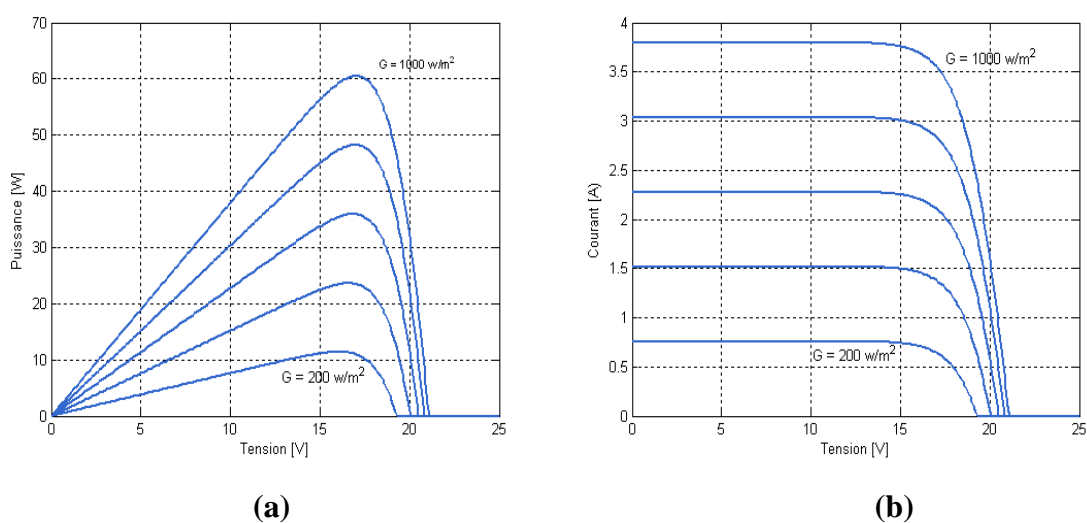 70
60
50
40
30
20
10
0
Puissance [W]
G = 1000 w/m²
G = 200 w/m²
0 5 10 15 20 25
Tension [V]
(a)
4
3.5
3
2.5
2
1.5
1
0.5
0
Courant [A)
G = 1000 w/m²
G = 200 w/m²
0 5 10 15 20 25
Tension [V]
(b)